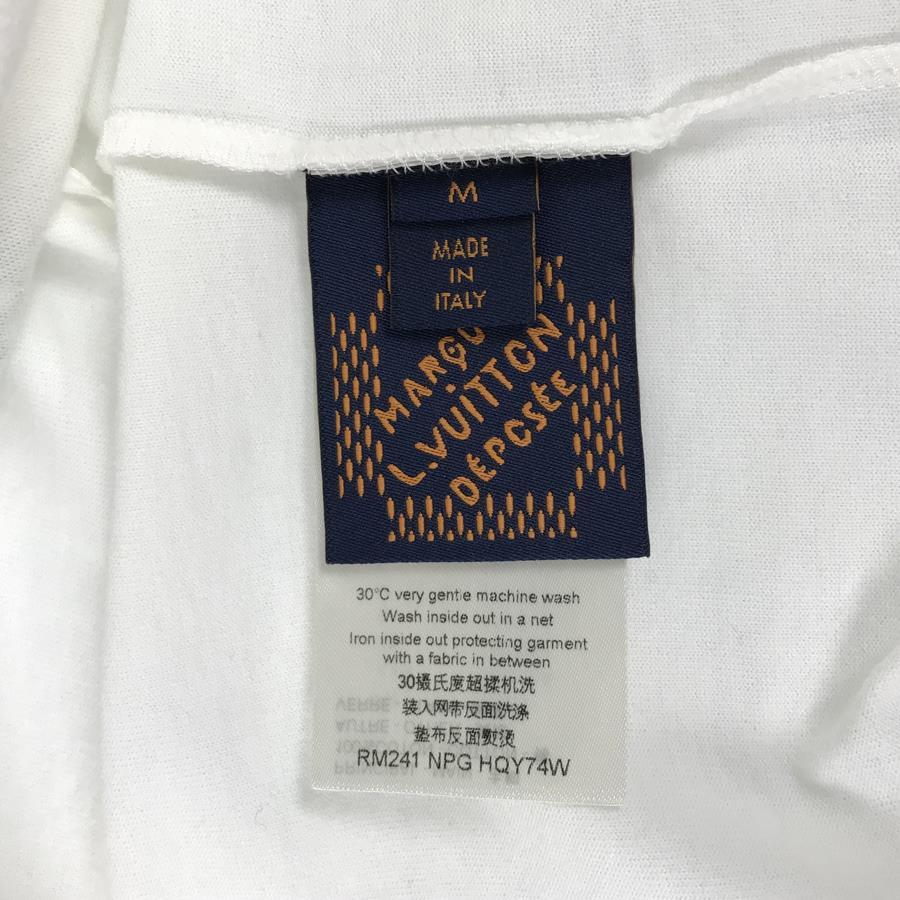 M
MADE
IN
ITALY
L.VUITTON
DÉPOSÉE
30°C very gentle machine wash
Wash inside out in a net
Iron inside out protecting garment
with a fabric in between
30摄氏度超揉机洗
装入网带反面洗涤
垫布反面熨烫
RM241 NPG HQY74W